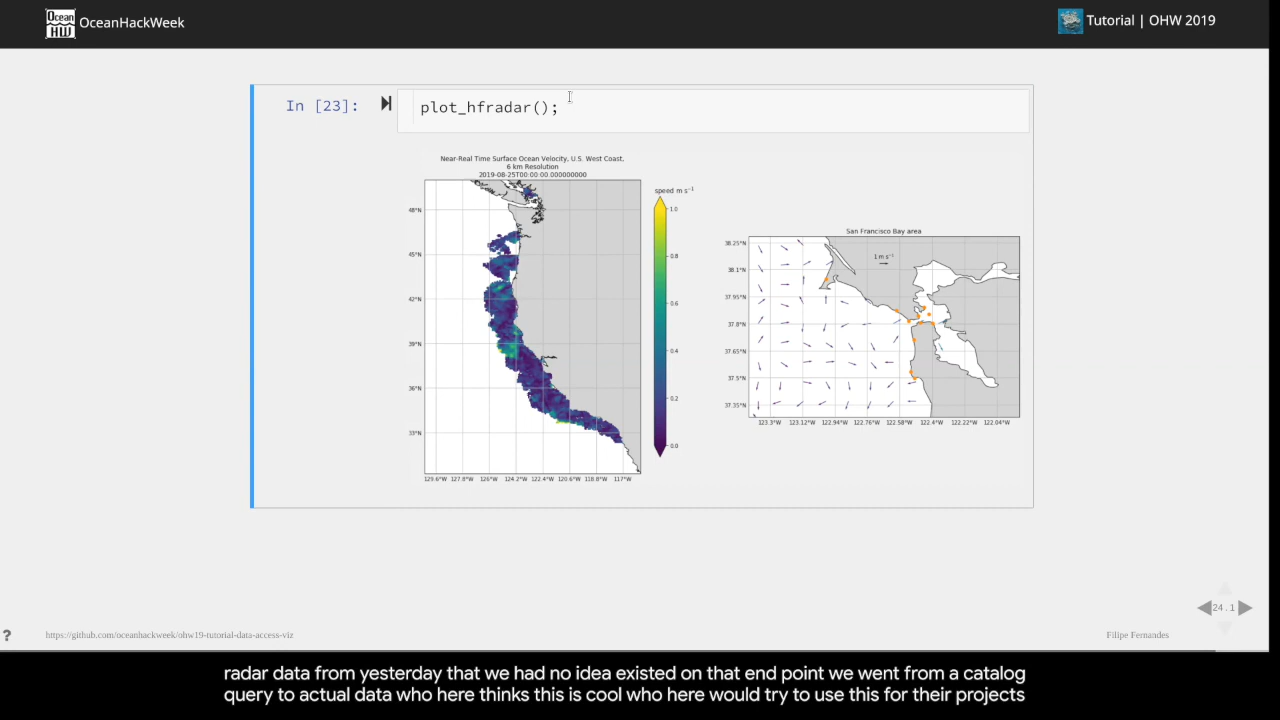 Ocean
HW
OceanHackWeek
Tutorial | OHW 2019
In [23]:
plot_hfradar();
Near-Real Time Surface Ocean Velocity, U.S. West Coast,
6 km Resolution
2019-08-25T00:00:00.000000000
speed m s⁻¹
48°N
45°N
42°N
39°N
36°N
33°N
129.6°W 127.8°W 126°W 124.2°W 122.4°W 120.6°W 118.8°W 117°W
1.0
0.8
0.6
0.4
0.2
0.0
San Francisco Bay area
1 m s⁻¹
38.25°N
38.1°N
37.95°N
37.8°N
37.65°N
37.5°N
37.35°N
123.3°W 123.12°W 122.94°W 122.76°W 122.58°W 122.4°W 122.22°W 122.04°W
24.1
?
https://github.com/oceanhackweek/ohw19-tutorial-data-access-viz
Filipe Fernandes
radar data from yesterday that we had no idea existed on that end point we went from a catalog
query to actual data who here thinks this is cool who here would try to use this for their projects